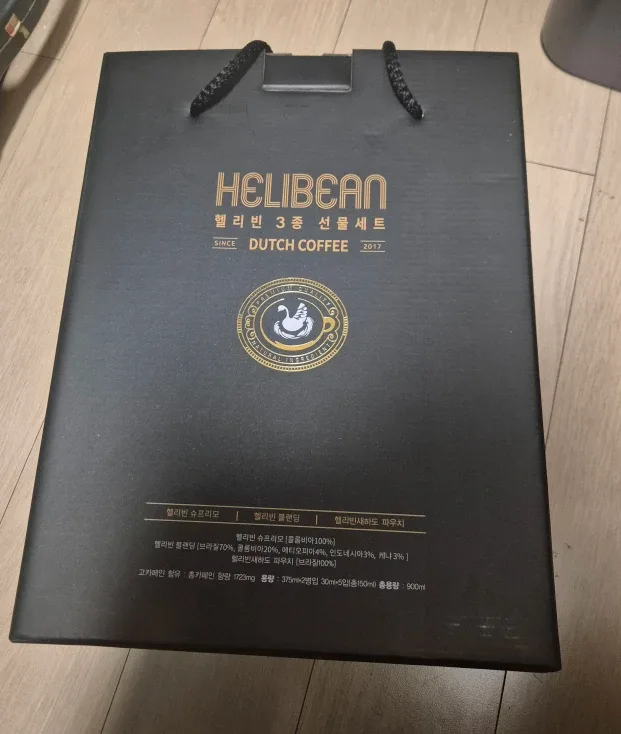 HELIBEAN
헬리빈 3종 선물세트
SINCE DUTCH COFFEE 2017
PREMIUM QUALITY
NATURAL INGREDIENT
헬리빈 슈프리모 | 헬리빈 블랜딩 | 헬리빈새하도 파우치
헬리빈 슈프리모 [콜롬비아100%]
헬리빈 블랜딩 [브라질70%, 콜롬비아20%, 에티오피아4%, 인도네시아3%, 케냐3% ]
헬리빈새하도 파우치 [브라질100%]
고카페인 함유 : 총카페인 함량 1723mg 용량 : 375ml×2병입 30ml×5입(총150ml) 총용량 : 900ml